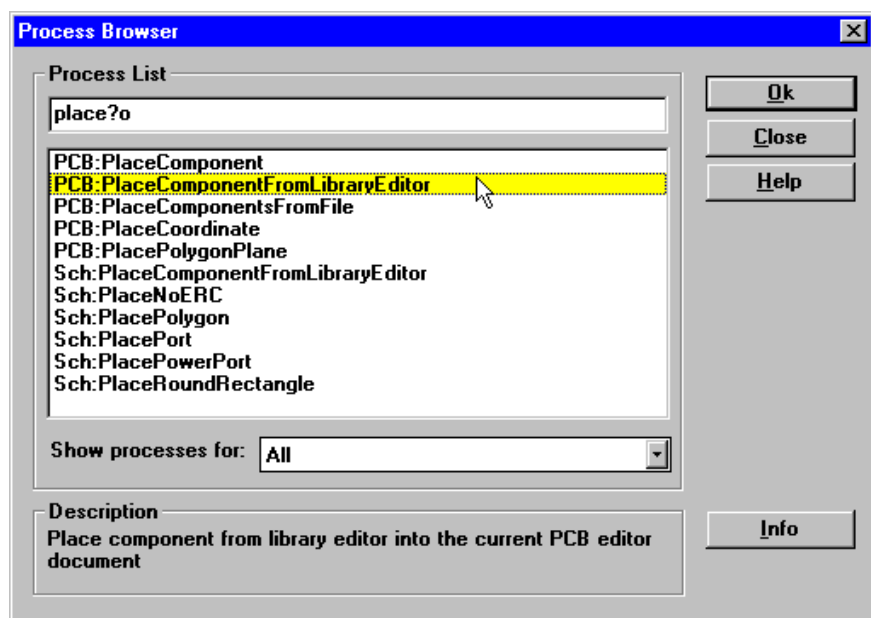 Process Browser
Process List
place?o
PCB:PlaceComponent
PCB:PlaceComponentFromLibraryEditor
PCB:PlaceComponentsFromFile
PCB:PlaceCoordinate
PCB:PlacePolygonPlane
Sch:PlaceComponentFromLibraryEditor
Sch:PlaceNoERC
Sch:PlacePolygon
Sch:PlacePort
Sch:PlacePowerPort
Sch:PlaceRoundRectangle
Show processes for: All
Description
Place component from library editor into the current PCB editor
document
Ok
Close
Help
Info